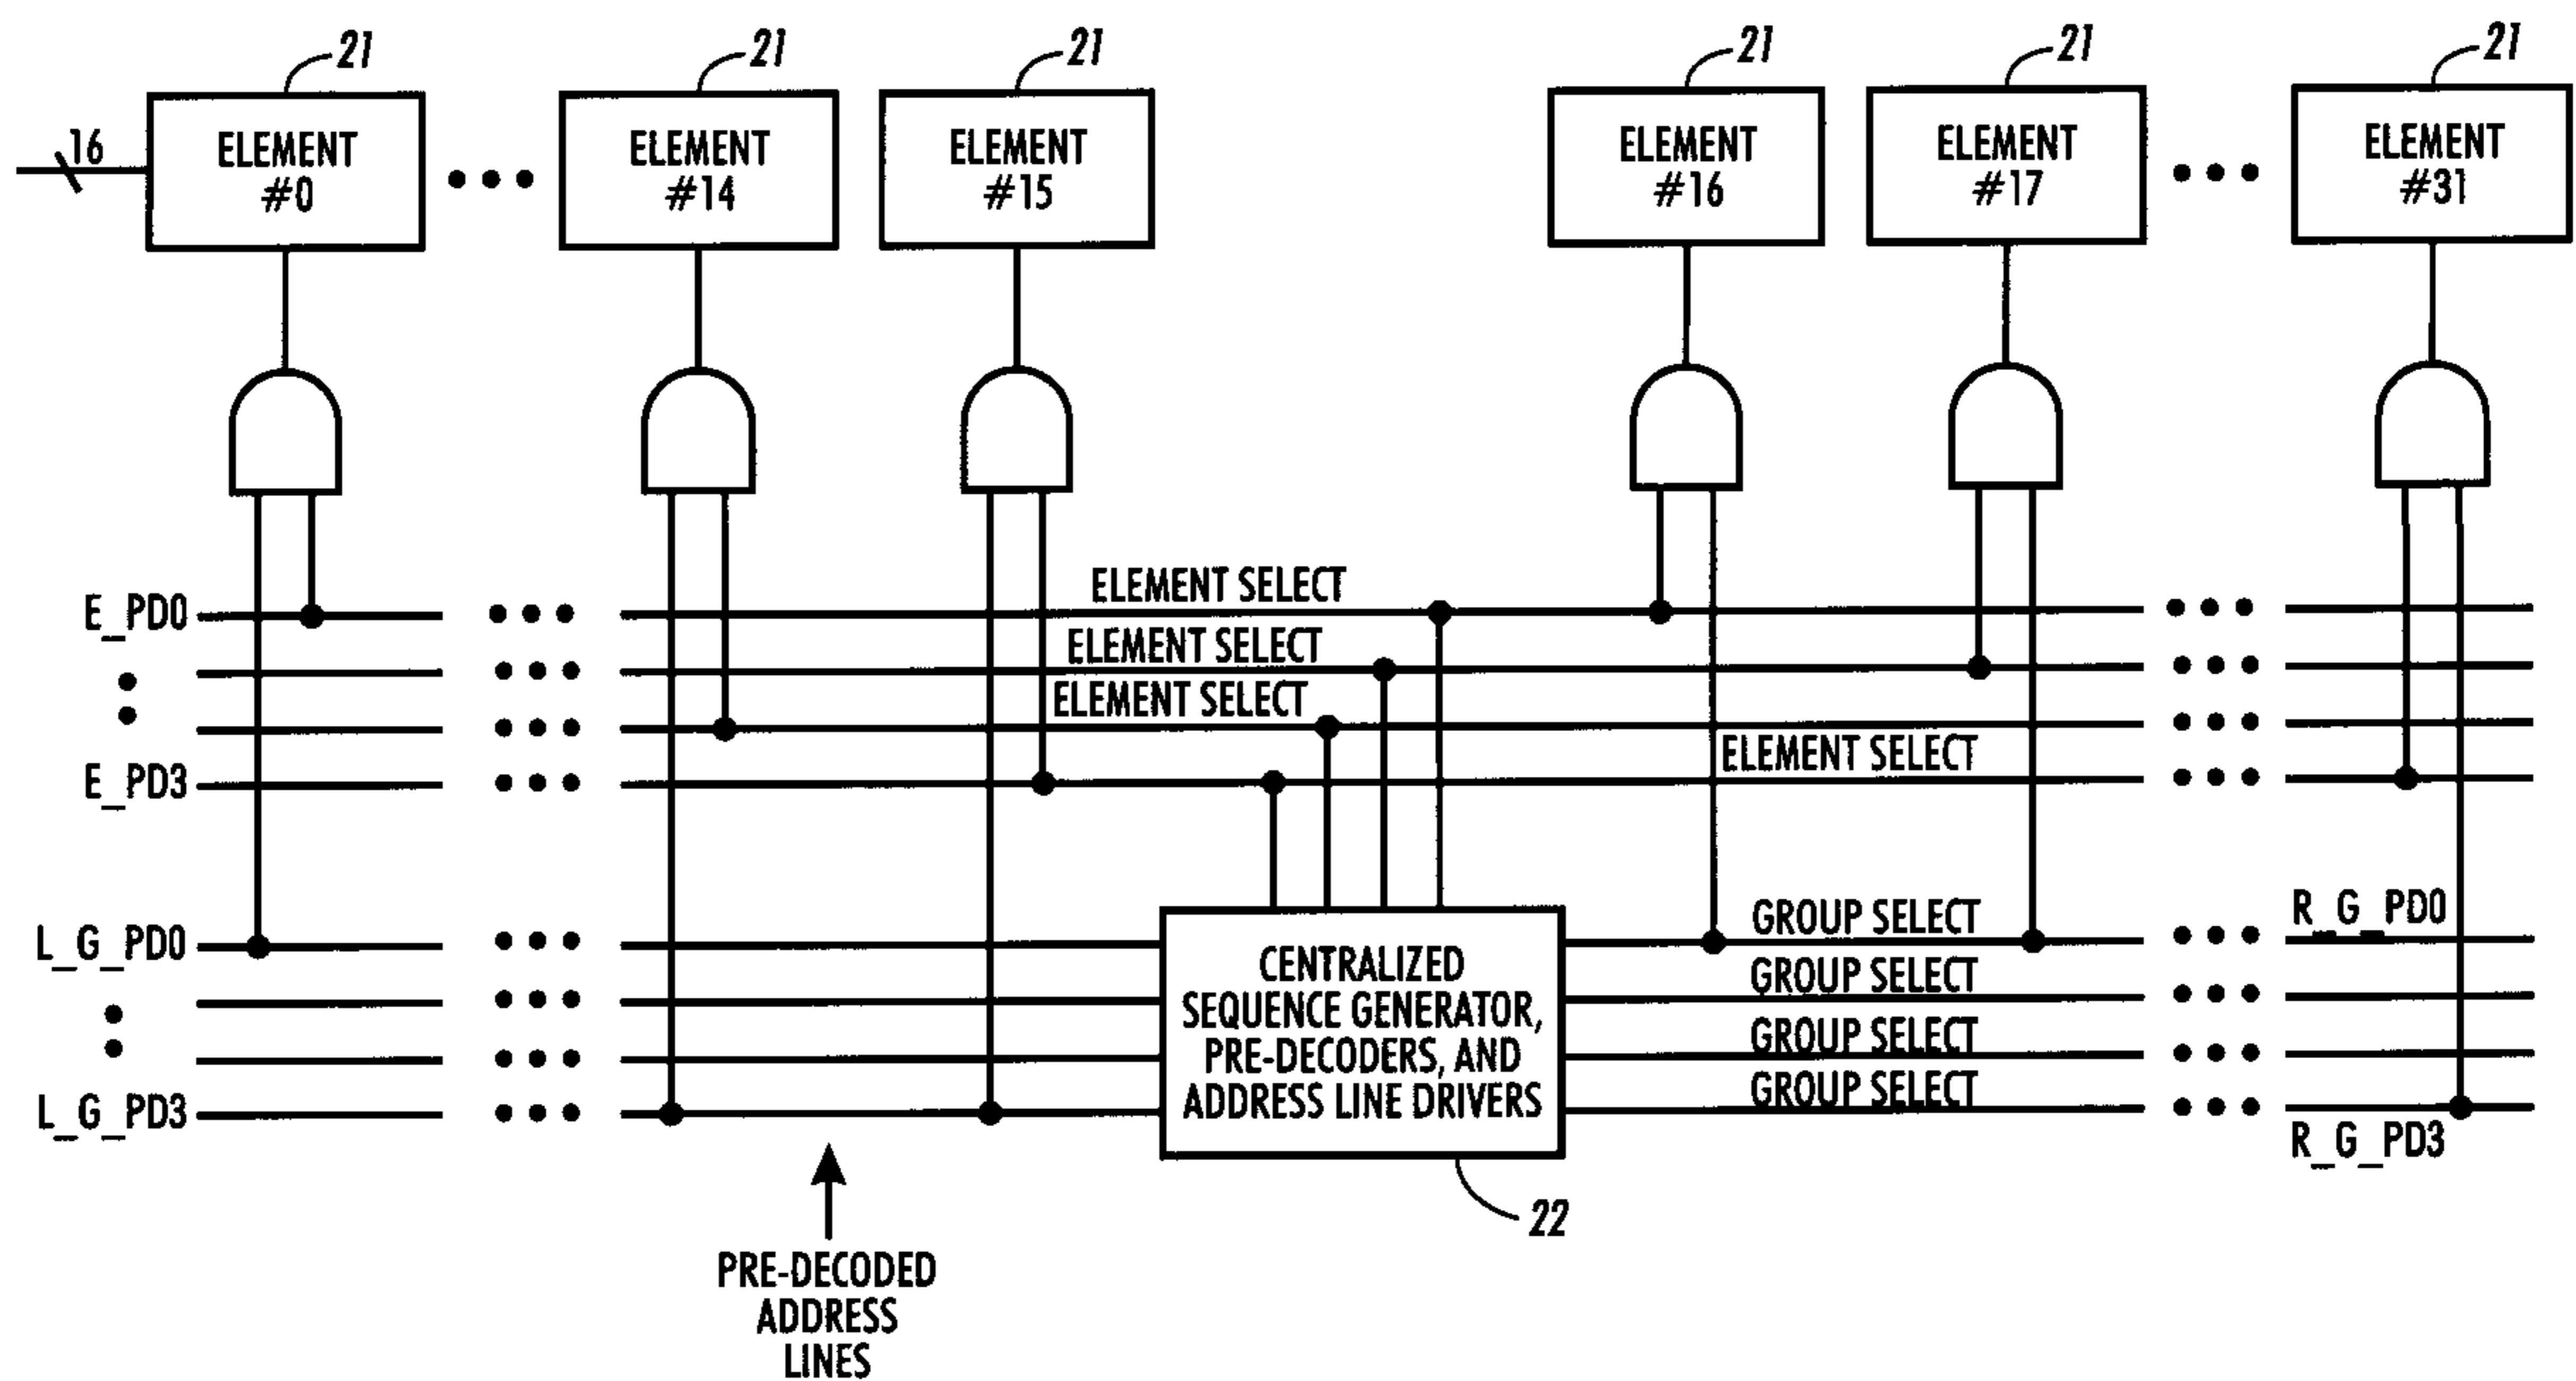 21
21
21
21
21
21
16
ELEMENT
#0
ELEMENT
#14
ELEMENT
#15
ELEMENT
#16
ELEMENT
#17
ELEMENT
#31
E_PD0
ELEMENT SELECT
ELEMENT SELECT
ELEMENT SELECT
E_PD3
ELEMENT SELECT
L_G_PD0
GROUP SELECT
R_G_PD0
GROUP SELECT
GROUP SELECT
GROUP SELECT
L_G_PD3
R_G_PD3
CENTRALIZED
SEQUENCE GENERATOR,
PRE-DECODERS, AND
ADDRESS LINE DRIVERS
22
PRE-DECODED
ADDRESS
LINES